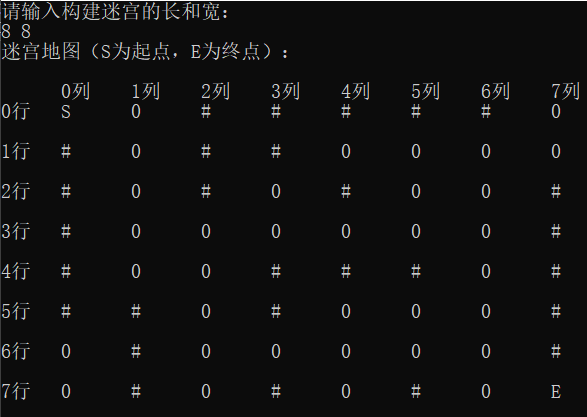 请输入构建迷宫的长和宽：
8 8
迷宫地图（S为起点，E为终点）：
0列 1列 2列 3列 4列 5列 6列 7列
0行 S 0 # # # # # 0
1行 # 0 # # 0 0 0 0
2行 # 0 # 0 # 0 0 #
3行 # 0 0 0 0 0 0 #
4行 # 0 0 # # # 0 #
5行 # # 0 # 0 0 0 #
6行 0 # 0 0 0 0 0 #
7行 0 # 0 # 0 # 0 E